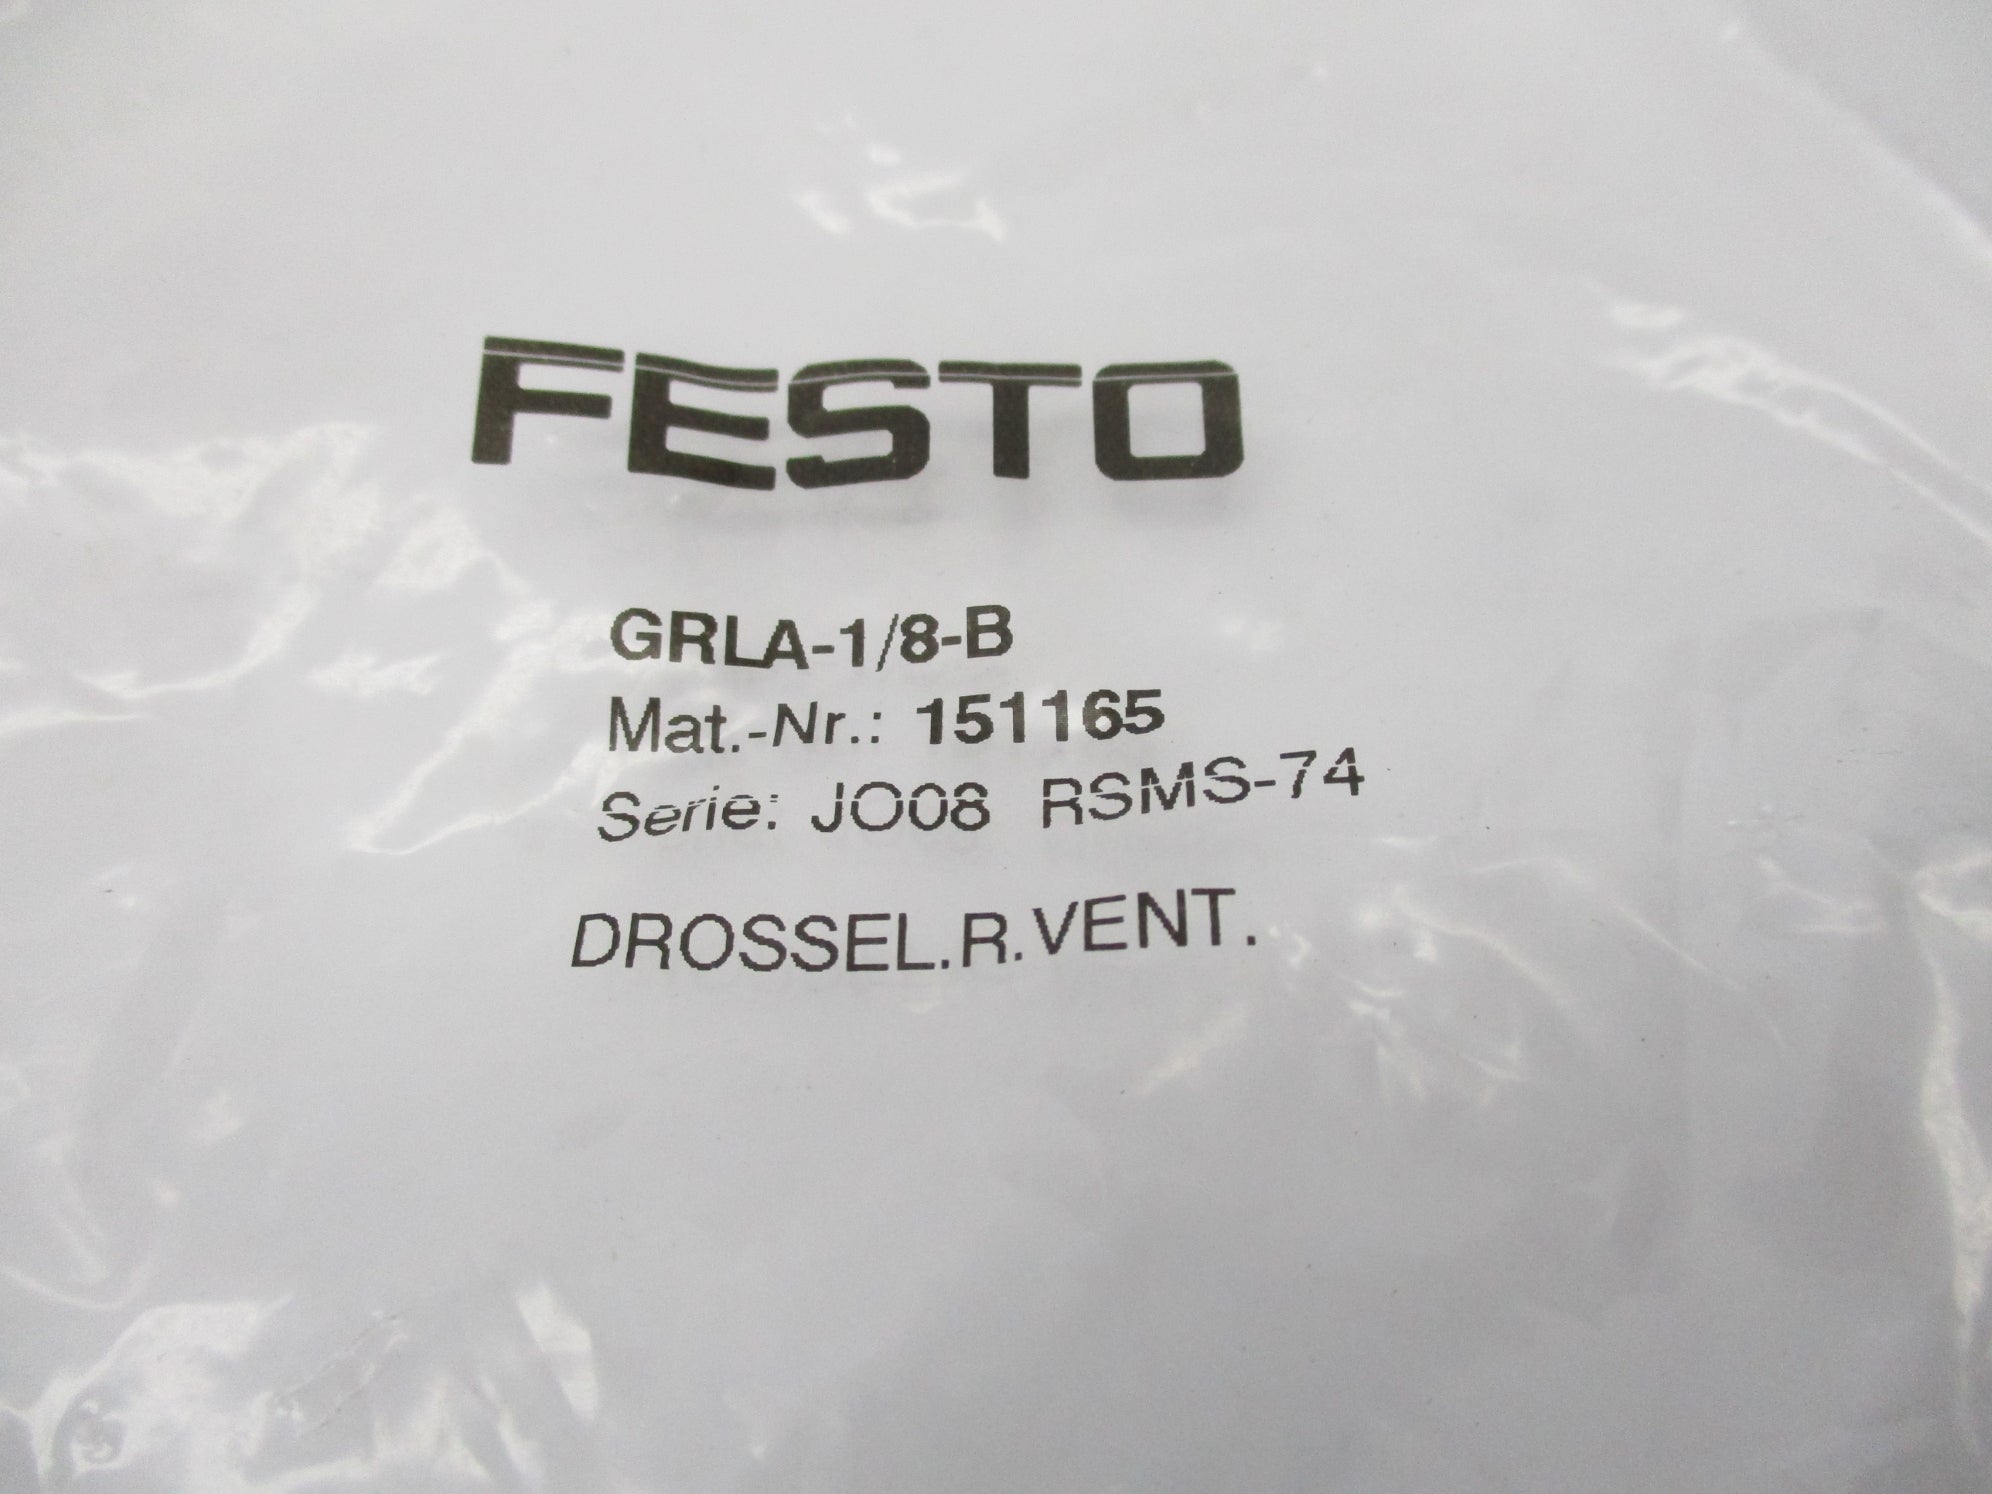 FESTO
GRLA-1/8-B
Mat.-Nr.: 151165
Serie: JO08 RSMS-74
DROSSEL.R.VENT.